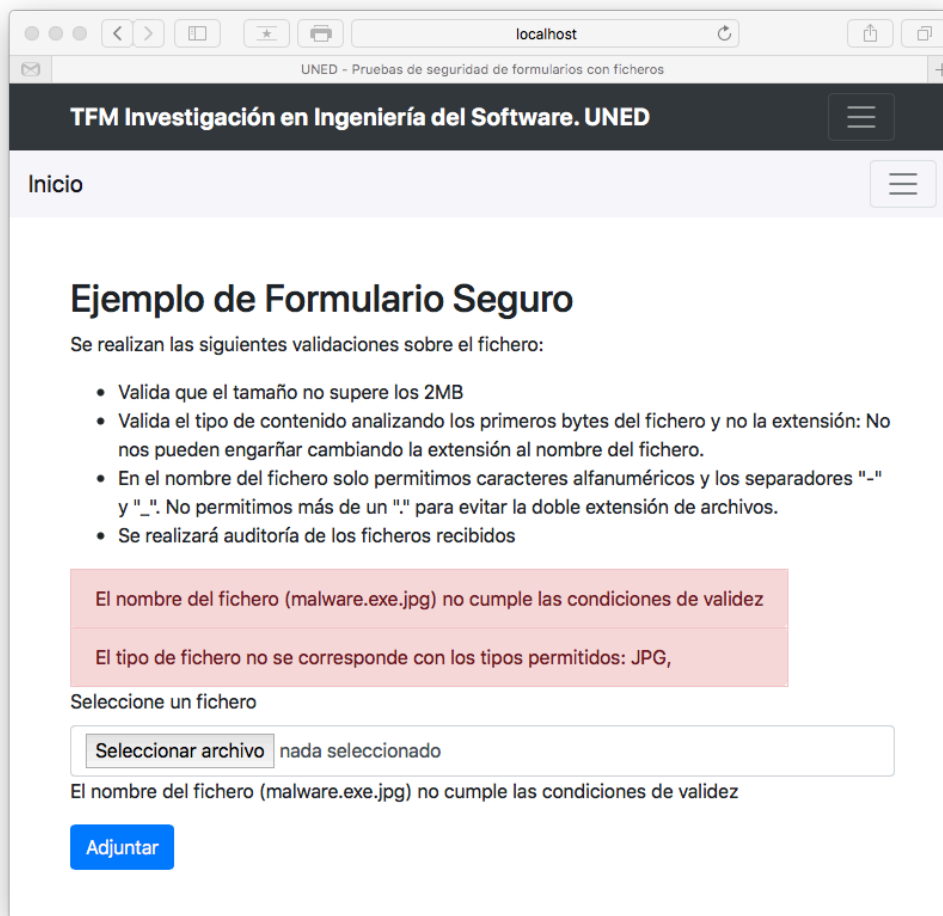 localhost
UNED - Pruebas de seguridad de formularios con ficheros
TFM Investigación en Ingeniería del Software. UNED
Inicio
Ejemplo de Formulario Seguro
Se realizan las siguientes validaciones sobre el fichero:
Valida que el tamaño no supere los 2MB
Valida el tipo de contenido analizando los primeros bytes del fichero y no la extensión: No
nos pueden engarñar cambiando la extensión al nombre del fichero.
En el nombre del fichero solo permitimos caracteres alfanuméricos y los separadores "-"
y "_". No permitimos más de un "." para evitar la doble extensión de archivos.
Se realizará auditoría de los ficheros recibidos
El nombre del fichero (malware.exe.jpg) no cumple las condiciones de validez
El tipo de fichero no se corresponde con los tipos permitidos: JPG,
Seleccione un fichero
Seleccionar archivo nada seleccionado
El nombre del fichero (malware.exe.jpg) no cumple las condiciones de validez
Adjuntar